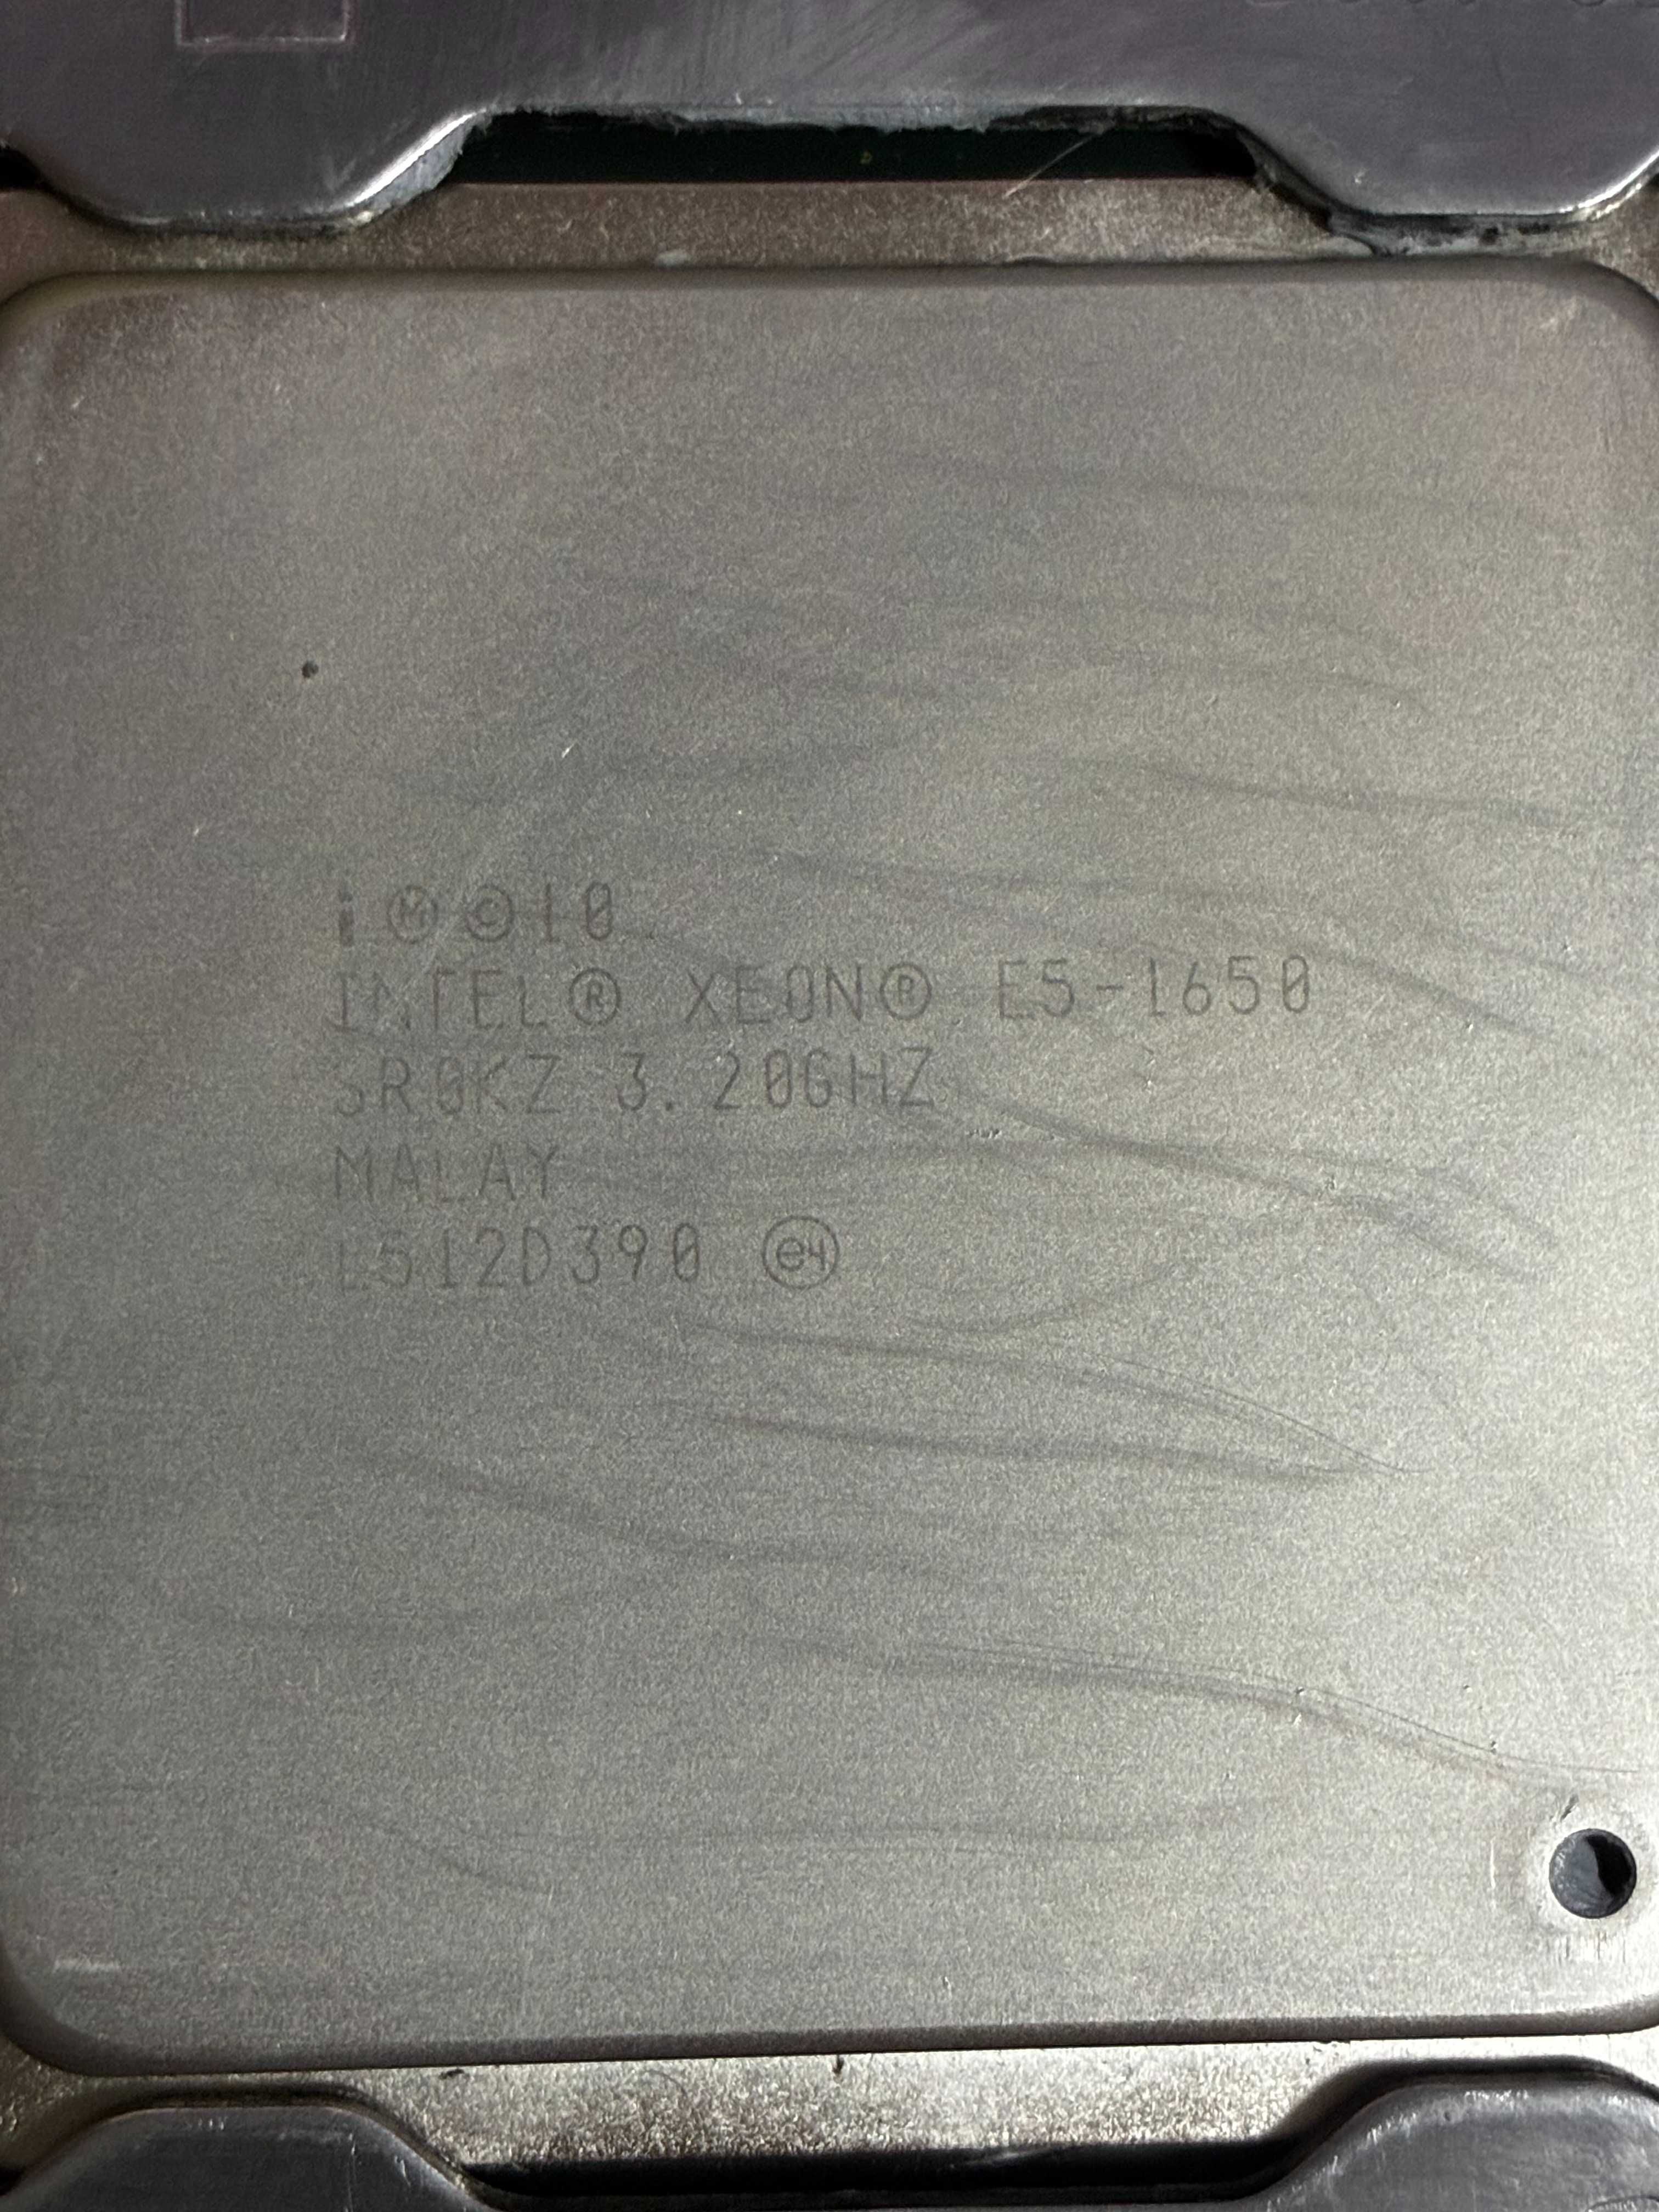 i Ⓜ © 10
INTEL® XEON® E5-1650
SR0KZ 3.20GHZ
MALAY
L512D390 e4